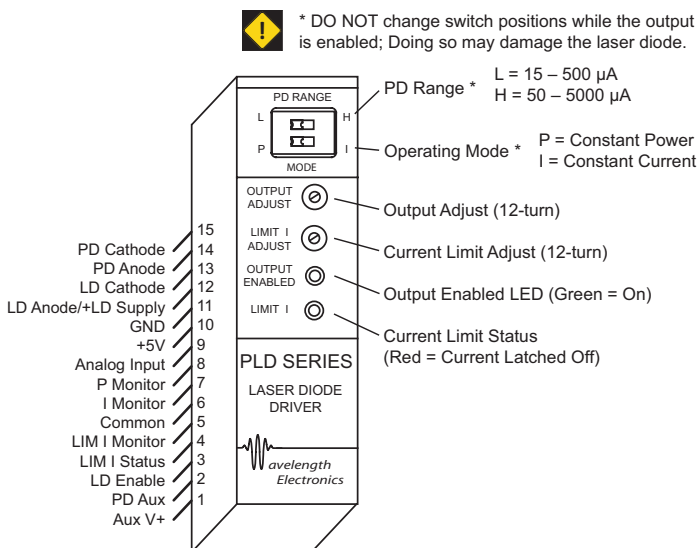 !
* DO NOT change switch positions while the output
is enabled; Doing so may damage the laser diode.
PD RANGE
L
H
P
I
MODE
PD Range *
L = 15 – 500 µA
H = 50 – 5000 µA
Operating Mode *
P = Constant Power
I = Constant Current
OUTPUT
ADJUST
Output Adjust (12-turn)
LIMIT I
ADJUST
Current Limit Adjust (12-turn)
OUTPUT
ENABLED
Output Enabled LED (Green = On)
LIMIT I
Current Limit Status
(Red = Current Latched Off)
PLD SERIES
LASER DIODE
DRIVER
avelength
Electronics
15
PD Cathode 14
PD Anode 13
LD Cathode 12
LD Anode/+LD Supply 11
GND 10
+5V 9
Analog Input 8
P Monitor 7
I Monitor 6
Common 5
LIM I Monitor 4
LIM I Status 3
LD Enable 2
PD Aux 1
Aux V+